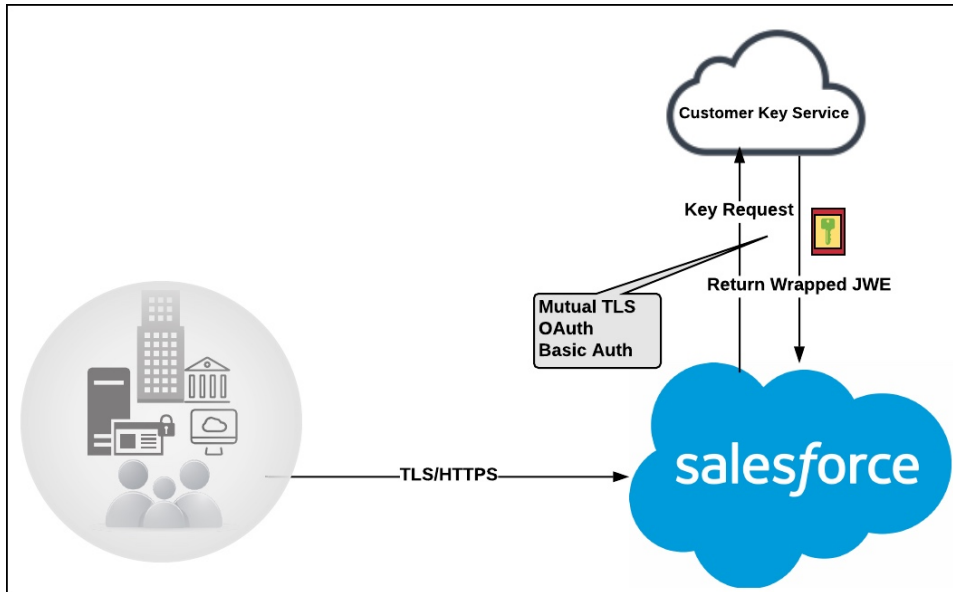 Customer Key Service
Key Request
Return Wrapped JWE
Mutual TLS
OAuth
Basic Auth
TLS/HTTPS
salesforce